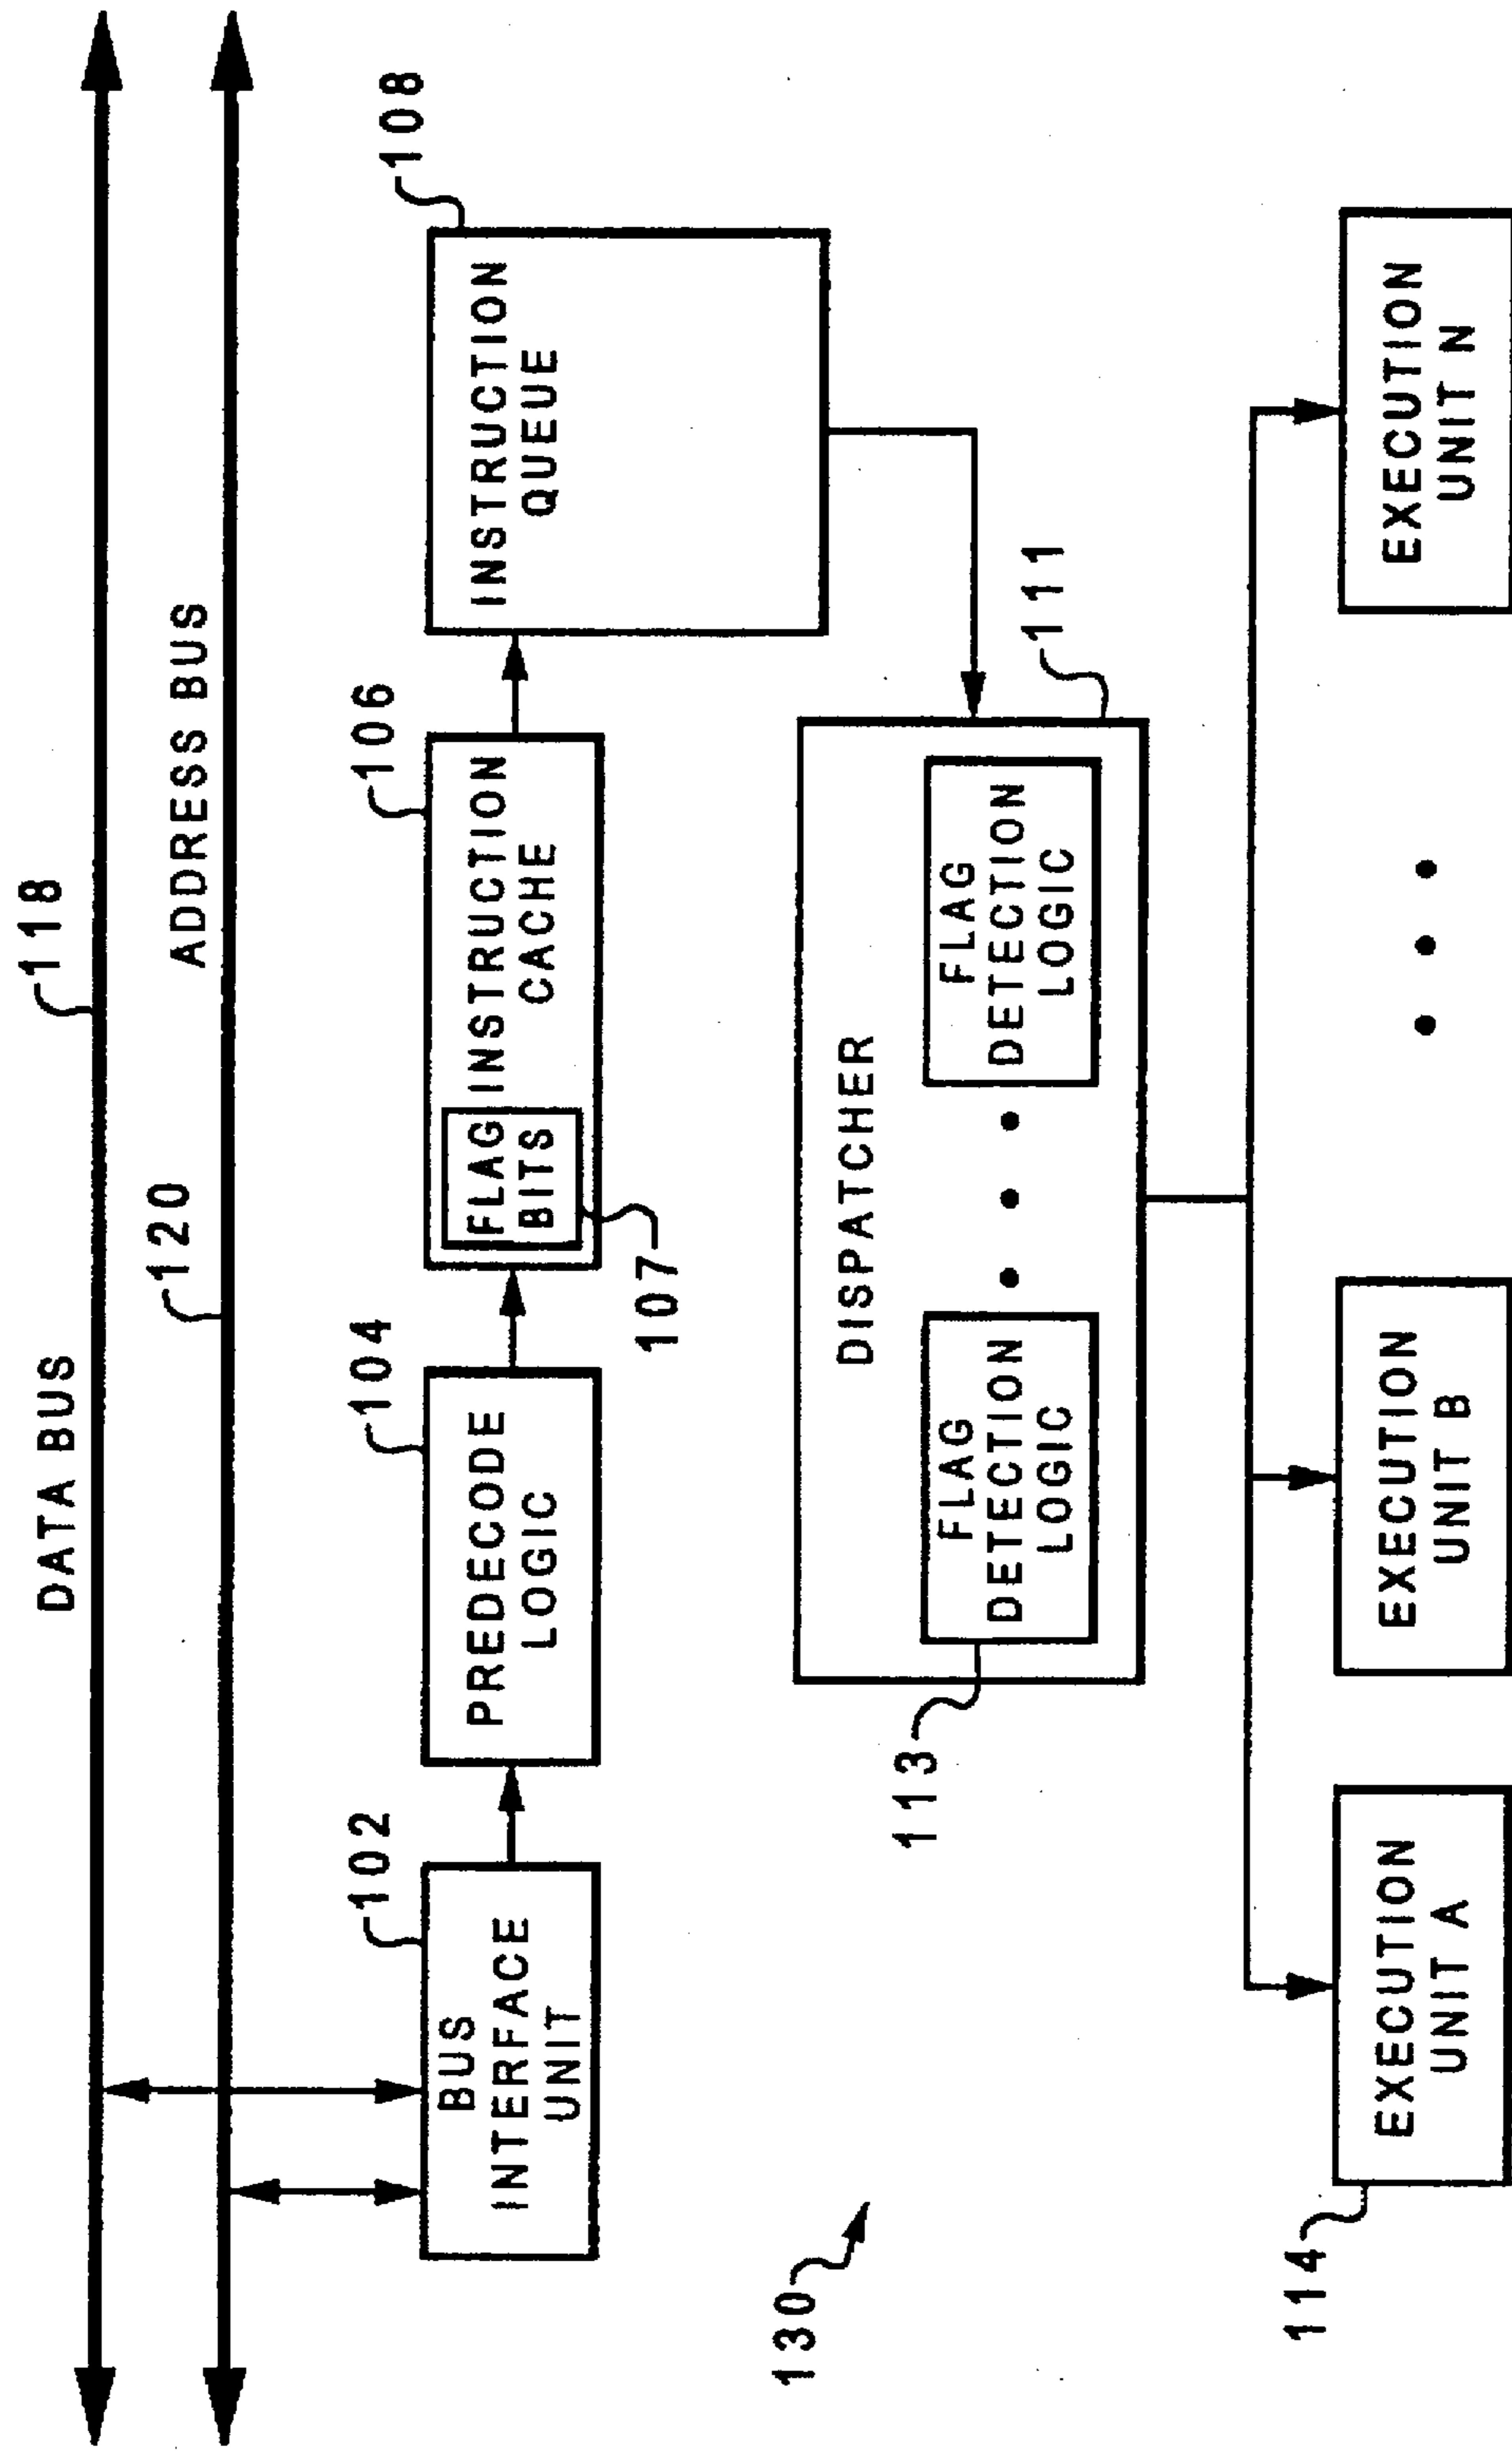 118
DATA BUS
120
ADDRESS BUS
102
BUS
INTERFACE
UNIT
104
PREDECODE
LOGIC
106
FLAG
BITS
INSTRUCTION
CACHE
107
108
INSTRUCTION
QUEUE
111
DISPATCHER
113
FLAG
DETECTION
LOGIC
FLAG
DETECTION
LOGIC
130
114
EXECUTION
UNIT A
EXECUTION
UNIT B
EXECUTION
UNIT N